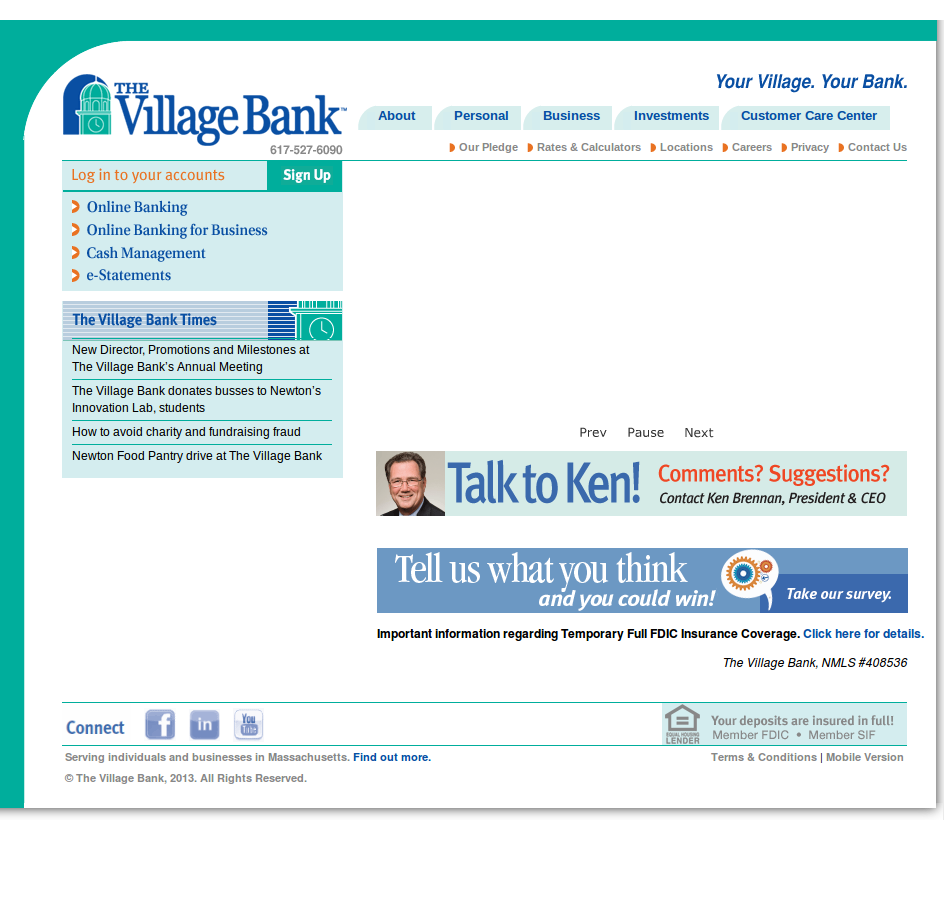 Your Village. Your Bank.
THE
Village Bank™
617-527-6090
About Personal Business Investments Customer Care Center
Our Pledge Rates & Calculators Locations Careers Privacy Contact Us
Log in to your accounts Sign Up
Online Banking
Online Banking for Business
Cash Management
e-Statements
The Village Bank Times
New Director, Promotions and Milestones at
The Village Bank’s Annual Meeting
The Village Bank donates busses to Newton’s
Innovation Lab, students
How to avoid charity and fundraising fraud
Newton Food Pantry drive at The Village Bank
Prev Pause Next
Talk to Ken! Comments? Suggestions?
Contact Ken Brennan, President & CEO
Tell us what you think
and you could win! Take our survey.
Important information regarding Temporary Full FDIC Insurance Coverage. Click here for details.
The Village Bank, NMLS #408536
Connect f in You Tube
EQUAL HOUSING
LENDER
Your deposits are insured in full!
Member FDIC • Member SIF
Serving individuals and businesses in Massachusetts. Find out more. Terms & Conditions | Mobile Version
© The Village Bank, 2013. All Rights Reserved.